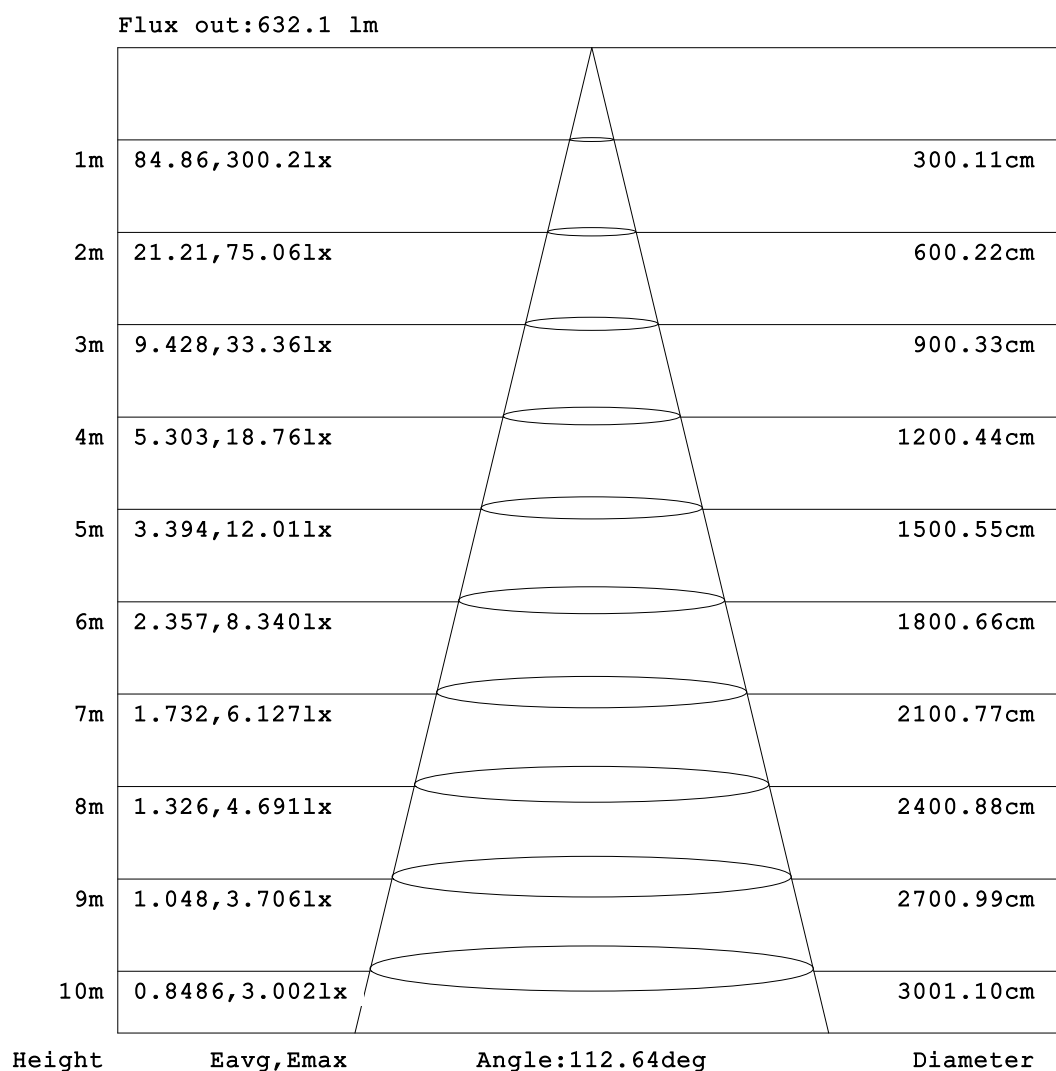 Flux out:632.1 lm
1m 84.86,300.2lx 300.11cm
2m 21.21,75.06lx 600.22cm
3m 9.428,33.36lx 900.33cm
4m 5.303,18.76lx 1200.44cm
5m 3.394,12.01lx 1500.55cm
6m 2.357,8.340lx 1800.66cm
7m 1.732,6.127lx 2100.77cm
8m 1.326,4.691lx 2400.88cm
9m 1.048,3.706lx 2700.99cm
10m 0.8486,3.002lx 3001.10cm
Height Eavg,Emax Angle:112.64deg Diameter